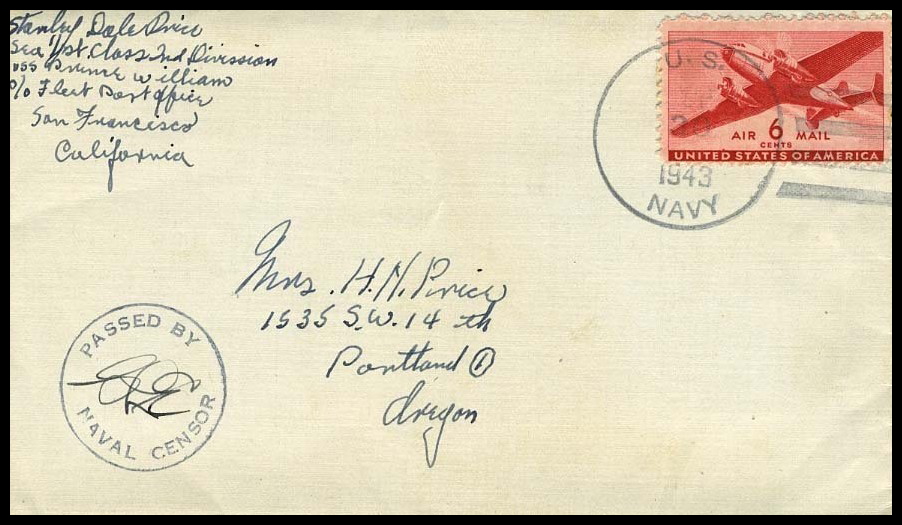 Stanley Dale Price
Sea 1st. Class 2nd Division
USS Prince William
c/o Fleet Post office
San Francesco
California
U. S.
1943
NAVY
AIR 6 MAIL
CENTS
UNITED STATES OF AMERICA
Mrs. H. N. Price
1535 S.W. 14 th
Portland 1
Oregon
PASSED BY
NAVAL CENSOR